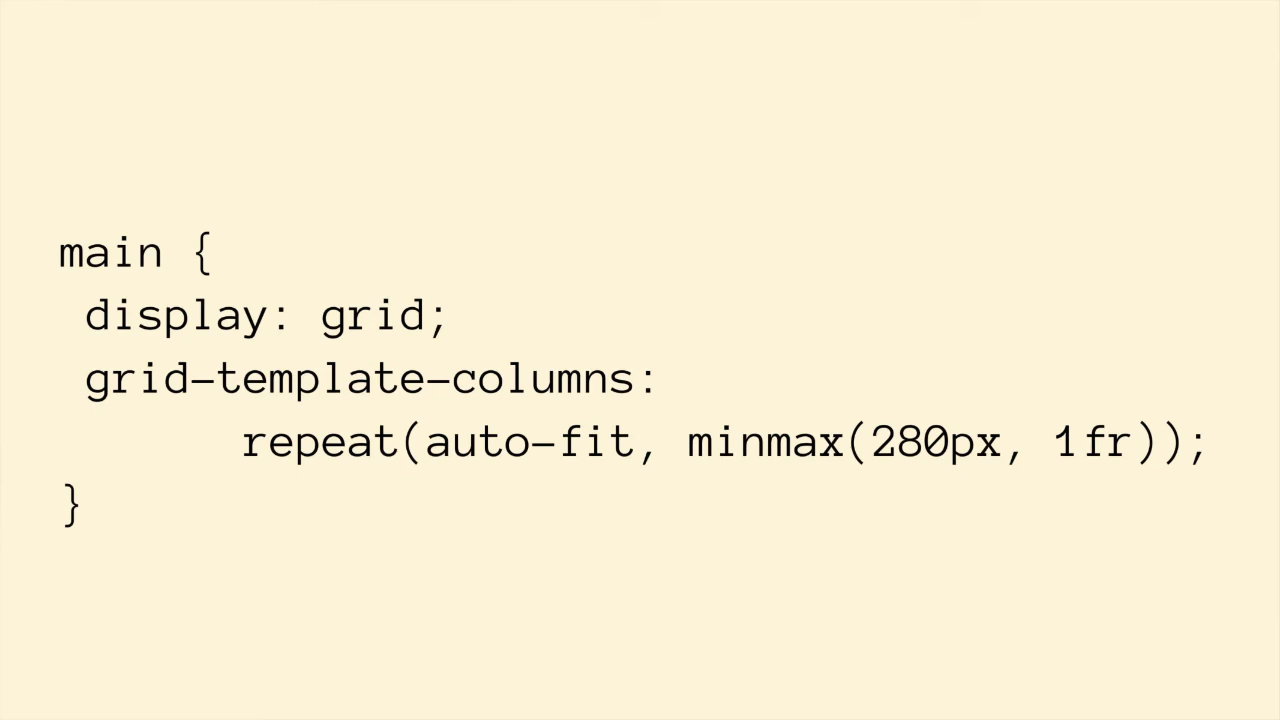 main {
 display: grid;
 grid-template-columns:
       repeat(auto-fit, minmax(280px, 1fr));
}